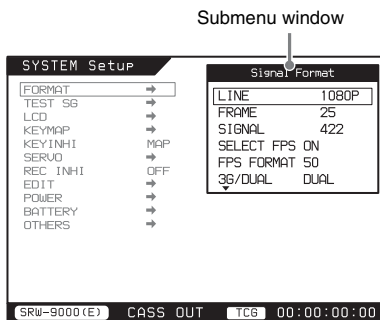 Submenu window
SYSTEM Setup
FORMAT ➡
TEST SG ➡
LCD ➡
KEYMAP ➡
KEYINHI MAP
SERVO ➡
REC INHI OFF
EDIT ➡
POWER ➡
BATTERY ➡
OTHERS ➡
Signal Format
LINE 1080P
FRAME 25
SIGNAL 422
SELECT FPS ON
FPS FORMAT 50
3G/DUAL DUAL
SRW-9000(E) CASS OUT TCG 00:00:00:00